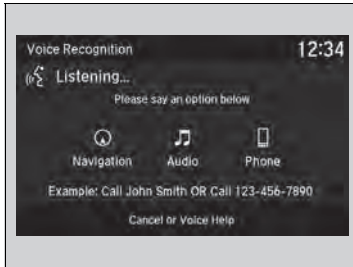 Voice Recognition 12:34
Listening...
Please say an option below
Navigation Audio Phone
Example: Call John Smith OR Call 123-456-7890
Cancel or Voice Help